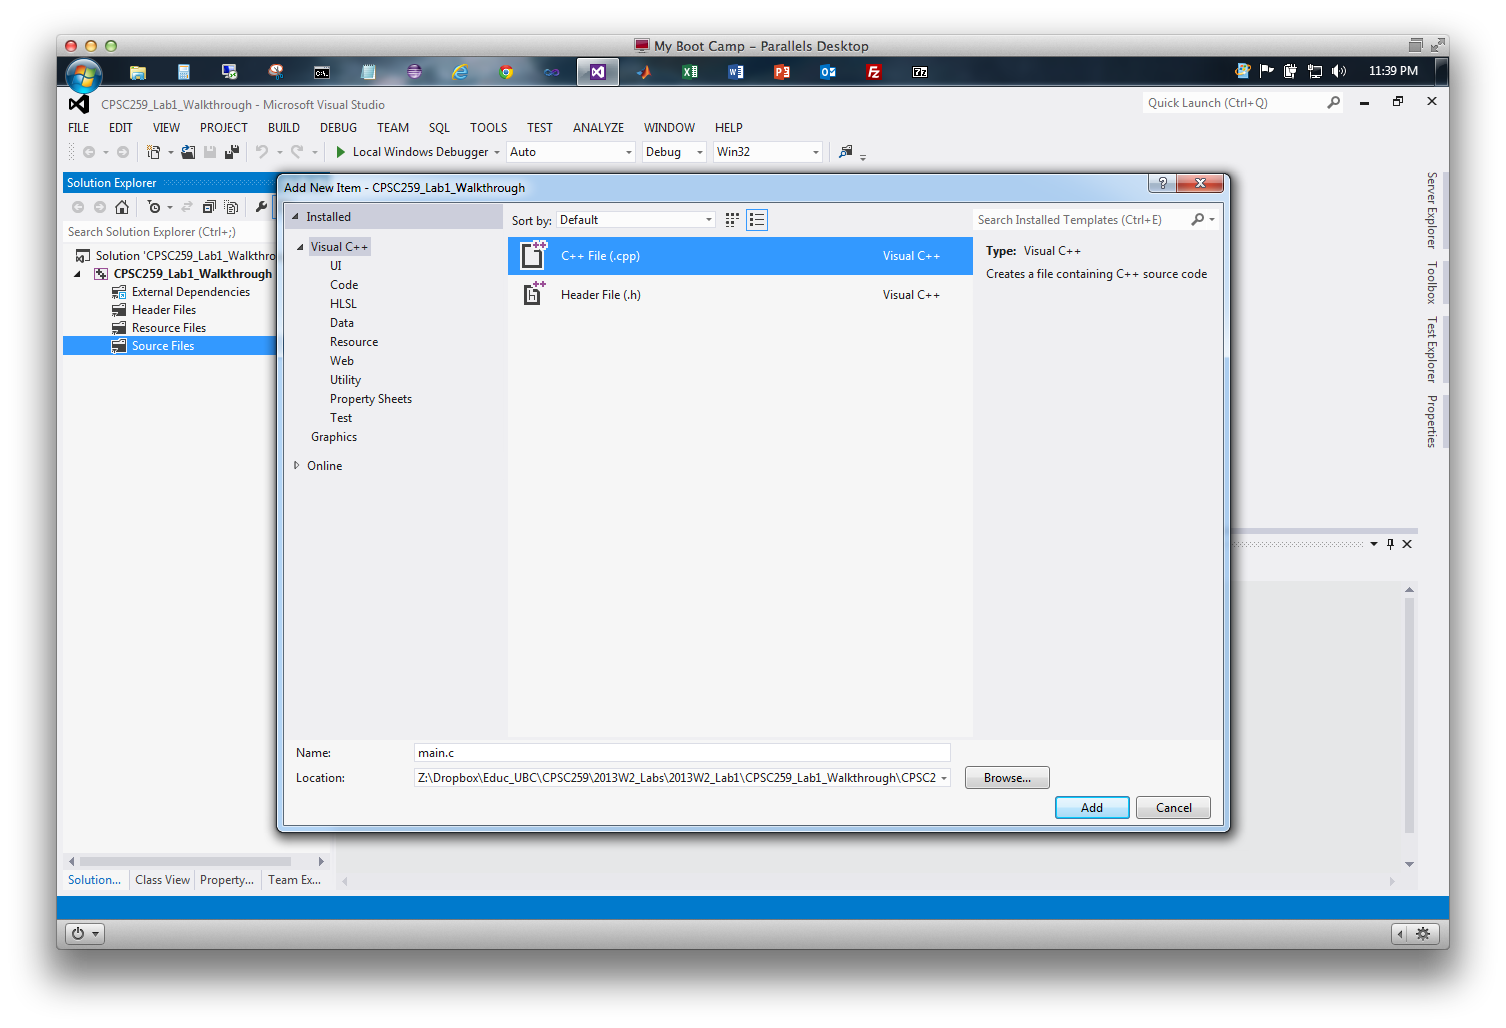 My Boot Camp – Parallels Desktop
C:\
11:39 PM
CPSC259_Lab1_Walkthrough - Microsoft Visual Studio
Quick Launch (Ctrl+Q)
FILE EDIT VIEW PROJECT BUILD DEBUG TEAM SQL TOOLS TEST ANALYZE WINDOW HELP
Local Windows Debugger Auto Debug Win32
Solution Explorer
Search Solution Explorer (Ctrl+;)
Solution 'CPSC259_Lab1_Walkthro
CPSC259_Lab1_Walkthrough
External Dependencies
Header Files
Resource Files
Source Files
Add New Item - CPSC259_Lab1_Walkthrough
Installed
Visual C++
UI
Code
HLSL
Data
Resource
Web
Utility
Property Sheets
Test
Graphics
Online
Sort by: Default
Search Installed Templates (Ctrl+E)
C++ File (.cpp) Visual C++
Header File (.h) Visual C++
Type: Visual C++
Creates a file containing C++ source code
Name: main.c
Location: Z:\Dropbox\Educ_UBC\CPSC259\2013W2_Labs\2013W2_Lab1\CPSC259_Lab1_Walkthrough\CPSC2
Browse...
Add Cancel
Server Explorer
Toolbox
Test Explorer
Properties
Solution... Class View Property... Team Ex...